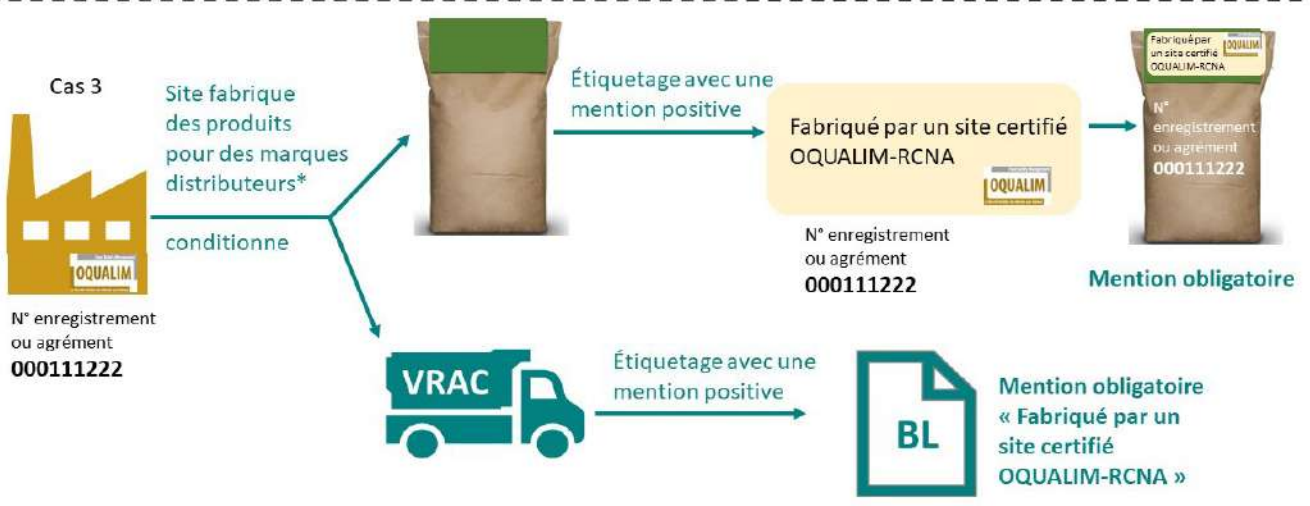 Cas 3
Site fabrique
des produits
pour des marques
distributeurs*
conditionne
OQUALIM
N° enregistrement
ou agrément
000111222
Étiquetage avec une
mention positive
Fabriqué par un site certifié
OQUALIM-RCNA
OQUALIM
N° enregistrement
ou agrément
000111222
Fabriqué par
un site certifié
OQUALIM-RCNA
OQUALIM
N°
enregistrement
ou agrément
000111222
Mention obligatoire
VRAC
Étiquetage avec une
mention positive
BL
Mention obligatoire
« Fabriqué par un
site certifié
OQUALIM-RCNA »